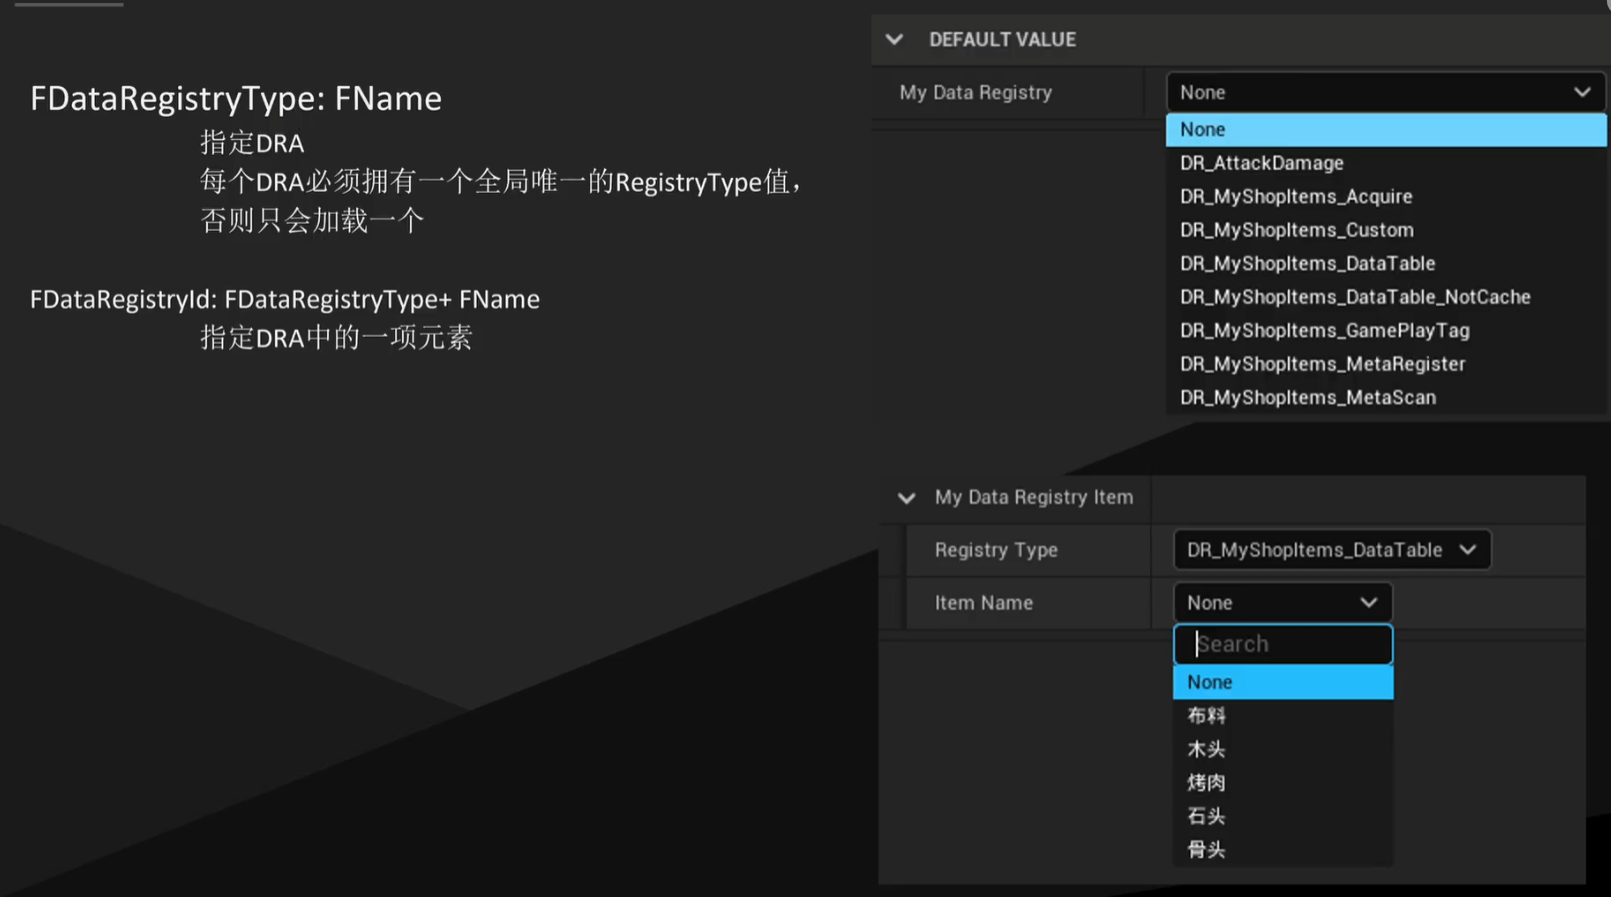 FDataRegistryType: FName
指定DRA
每个DRA必须拥有一个全局唯一的RegistryType值，
否则只会加载一个
FDataRegistryId: FDataRegistryType+ FName
指定DRA中的一项元素
DEFAULT VALUE
My Data Registry
None
None
DR_AttackDamage
DR_MyShopItems_Acquire
DR_MyShopItems_Custom
DR_MyShopItems_DataTable
DR_MyShopItems_DataTable_NotCache
DR_MyShopItems_GamePlayTag
DR_MyShopItems_MetaRegister
DR_MyShopItems_MetaScan
My Data Registry Item
Registry Type
DR_MyShopItems_DataTable
Item Name
None
Search
None
布料
木头
烤肉
石头
骨头